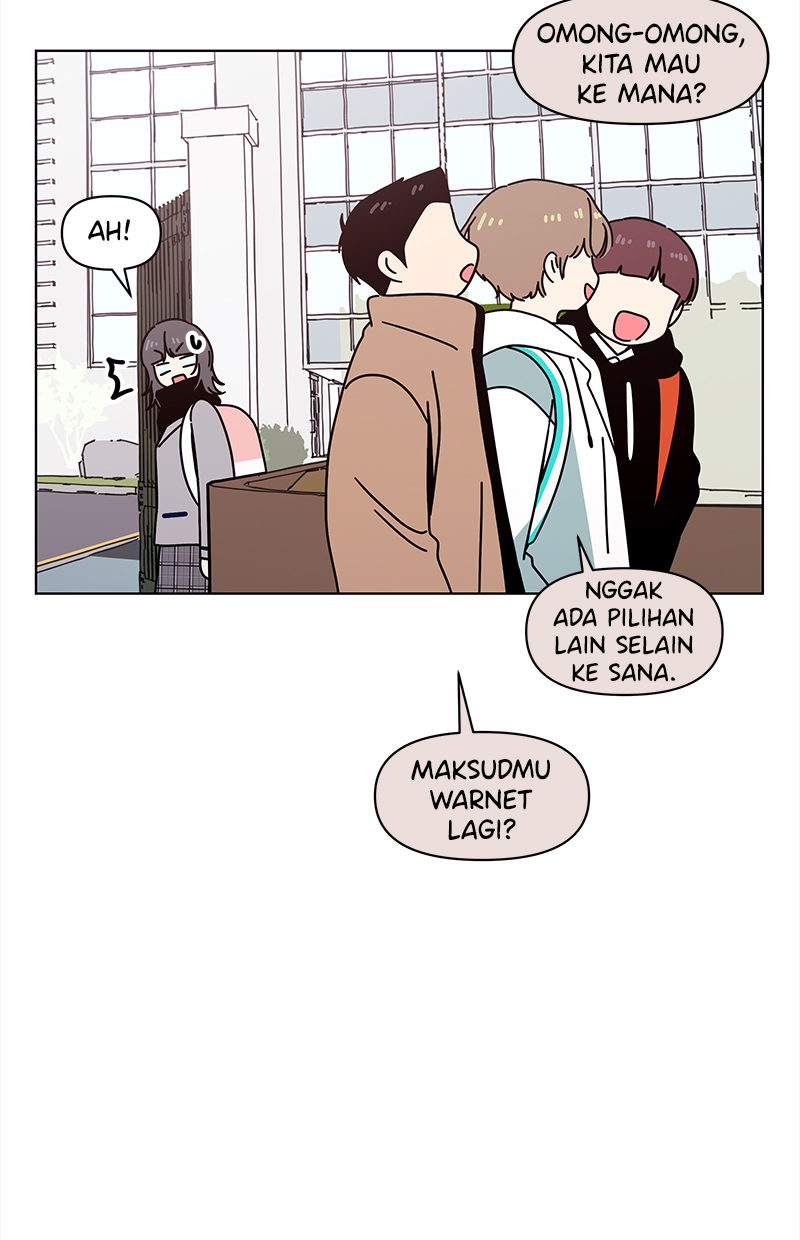 OMONG-OMONG,
KITA MAU
KE MANA?
AH!
NGGAK
ADA PILIHAN
LAIN SELAIN
KE SANA.
MAKSUDMU
WARNET
LAGI?